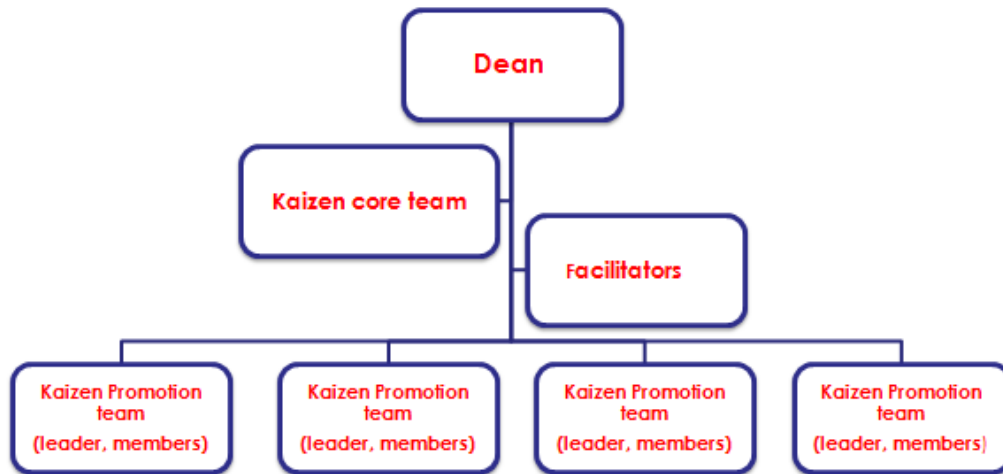 Dean
Kaizen core team
Facilitators
Kaizen Promotion
team
(leader, members)
Kaizen Promotion
team
(leader, members)
Kaizen Promotion
team
(leader, members)
Kaizen Promotion
team
(leader, members)